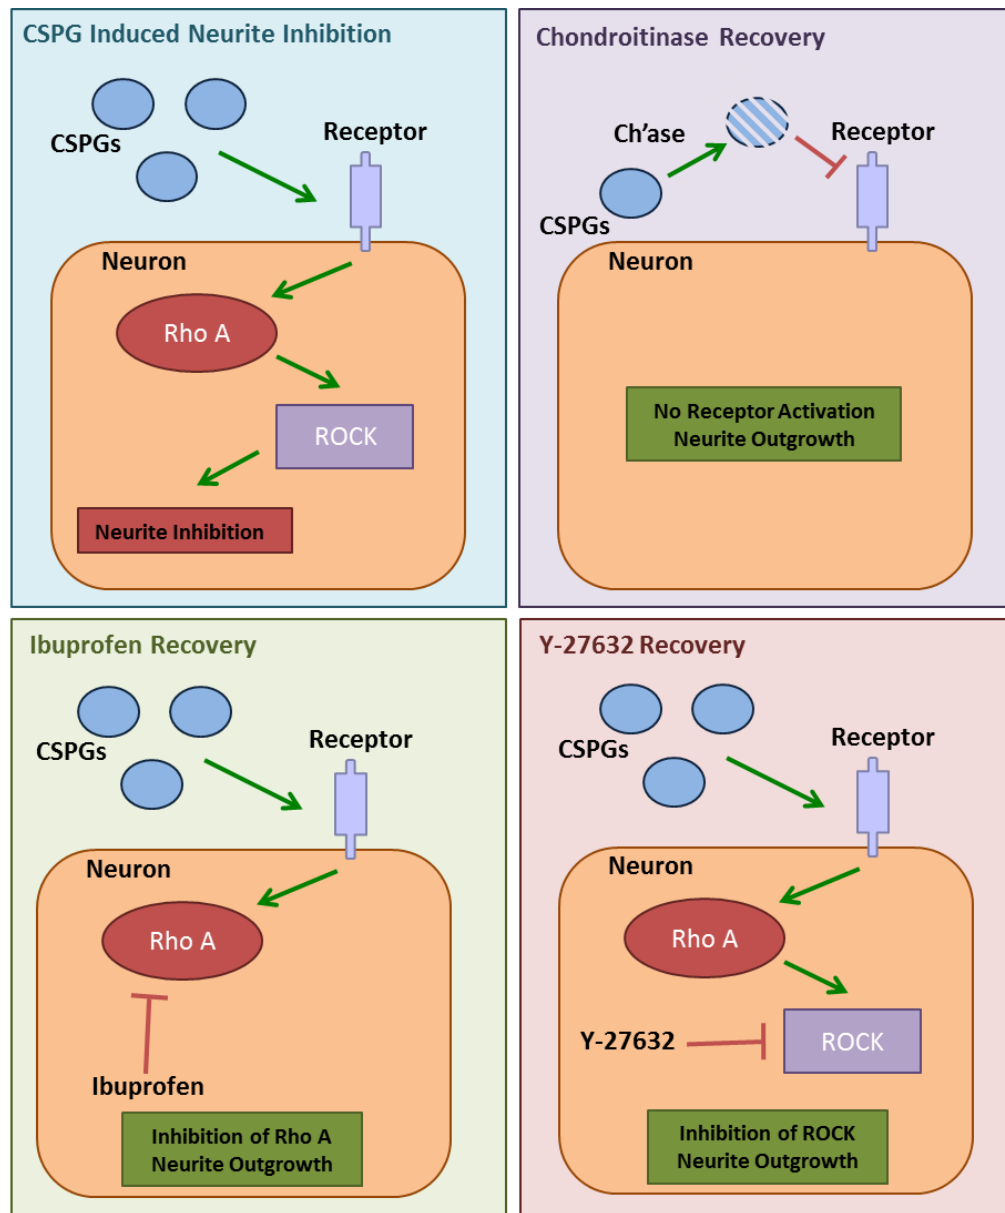 CSPG Induced Neurite Inhibition
CSPGs
Receptor
Neuron
Rho A
ROCK
Neurite Inhibition
Chondroitinase Recovery
Ch'ase
Receptor
CSPGs
Neuron
No Receptor Activation
Neurite Outgrowth
Ibuprofen Recovery
CSPGs
Receptor
Neuron
Rho A
Ibuprofen
Inhibition of Rho A
Neurite Outgrowth
Y-27632 Recovery
CSPGs
Receptor
Neuron
Rho A
Y-27632
ROCK
Inhibition of ROCK
Neurite Outgrowth